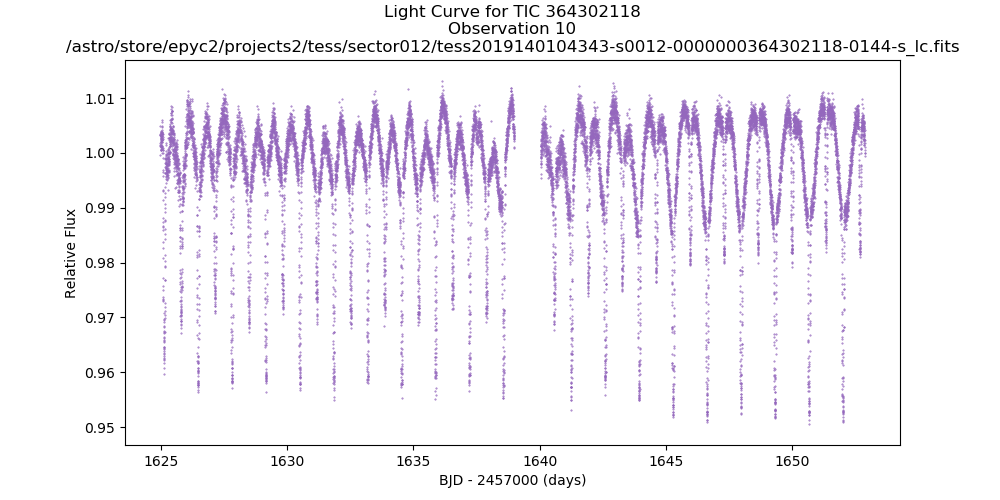 Light Curve for TIC 364302118
Observation 10
/astro/store/epyc2/projects2/tess/sector012/tess2019140104343-s0012-0000000364302118-0144-s_lc.fits
1.01
1.00
0.99
0.98
0.97
0.96
0.95
Relative Flux
1625
1630
1635
1640
1645
1650
BJD - 2457000 (days)